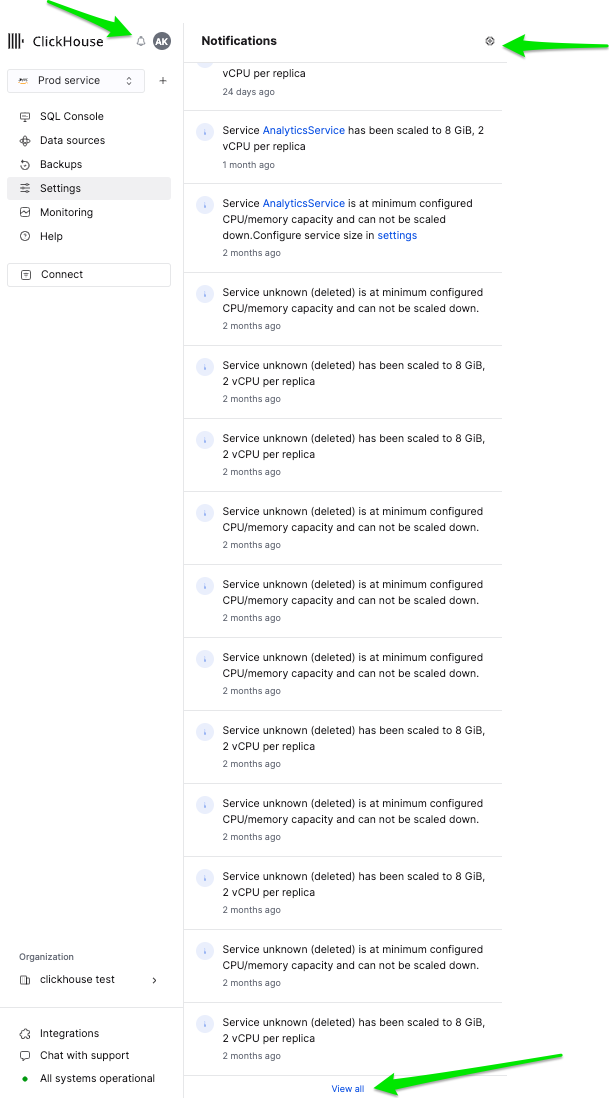 ClickHouse
AK
Prod service
+
SQL Console
Data sources
Backups
Settings
Monitoring
Help
Connect
Organization
clickhouse test
Integrations
Chat with support
All systems operational
Notifications
vCPU per replica
24 days ago
Service AnalyticsService has been scaled to 8 GiB, 2
vCPU per replica
1 month ago
Service AnalyticsService is at minimum configured
CPU/memory capacity and can not be scaled
down.Configure service size in settings
2 months ago
Service unknown (deleted) is at minimum configured
CPU/memory capacity and can not be scaled down.
2 months ago
Service unknown (deleted) has been scaled to 8 GiB,
2 vCPU per replica
2 months ago
Service unknown (deleted) has been scaled to 8 GiB,
2 vCPU per replica
2 months ago
Service unknown (deleted) is at minimum configured
CPU/memory capacity and can not be scaled down.
2 months ago
Service unknown (deleted) is at minimum configured
CPU/memory capacity and can not be scaled down.
2 months ago
Service unknown (deleted) is at minimum configured
CPU/memory capacity and can not be scaled down.
2 months ago
Service unknown (deleted) has been scaled to 8 GiB,
2 vCPU per replica
2 months ago
Service unknown (deleted) is at minimum configured
CPU/memory capacity and can not be scaled down.
2 months ago
Service unknown (deleted) has been scaled to 8 GiB,
2 vCPU per replica
2 months ago
Service unknown (deleted) is at minimum configured
CPU/memory capacity and can not be scaled down.
2 months ago
Service unknown (deleted) has been scaled to 8 GiB,
2 vCPU per replica
2 months ago
View all